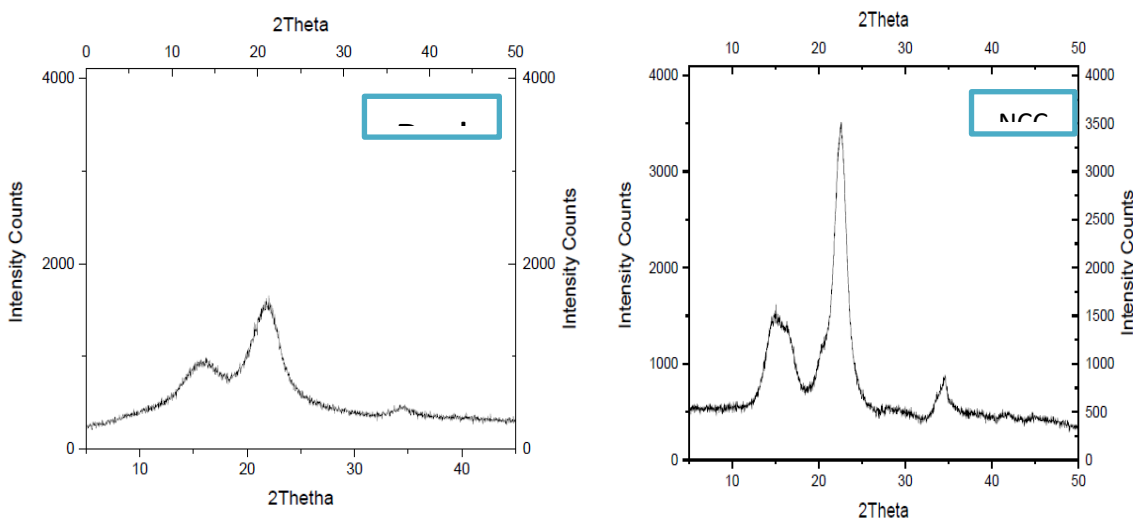 2Theta
0 10 20 30 40 50
4000 4000
2000 2000
0 0
Intensity Counts
Intensity Counts
10 20 30 40
2Thetha
2Theta
10 20 30 40 50
4000 4000
3500
3000 3000
2500
2000 2000
1500
1000 1000
500
0 0
Intensity Counts
Intensity Counts
NCC
10 20 30 40 50
2Theta